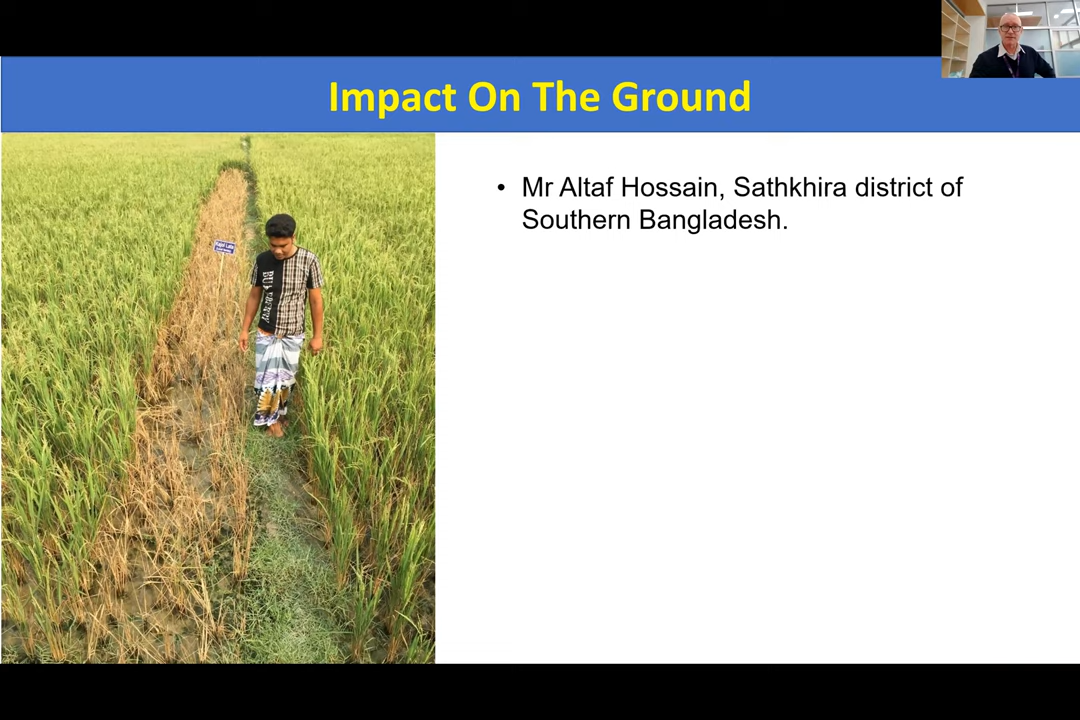 Impact On The Ground
• Mr Altaf Hossain, Sathkhira district of
Southern Bangladesh.